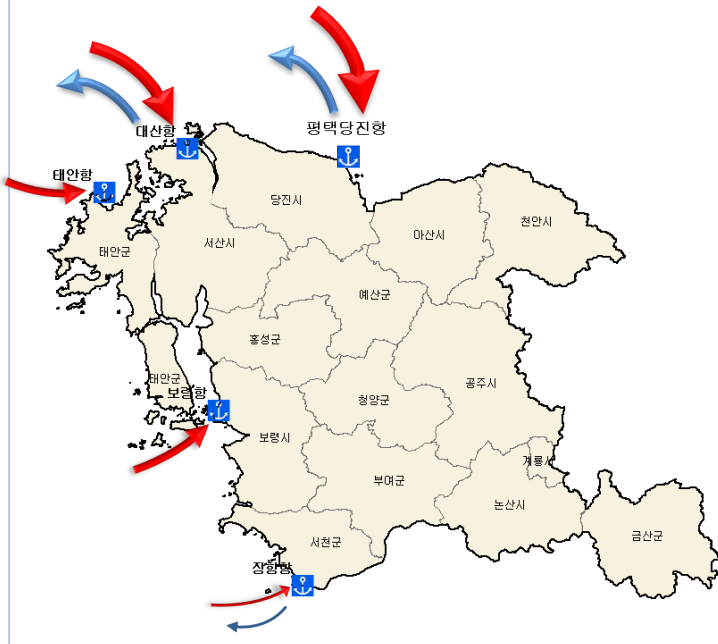 평택당진항
대산항
태안항
당진시
천안시
아산시
서산시
태안군
예산군
홍성군
태안군
공주시
보령항
청양군
보령시
계룡시
부여군
논산시
서천군
금산군
장항항